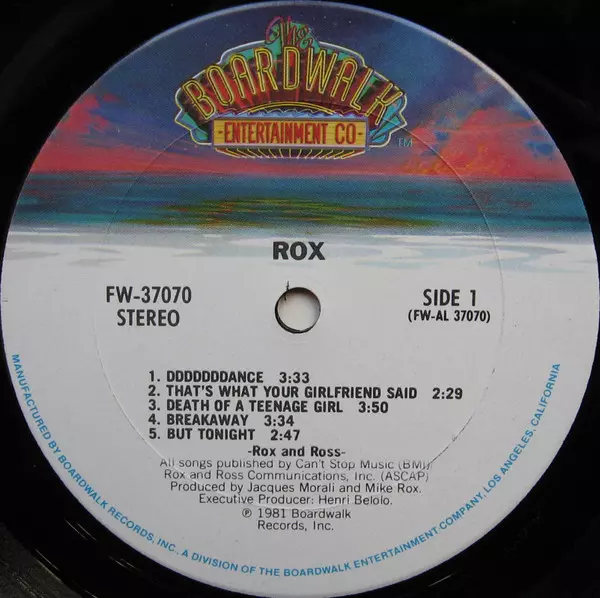 The
BOARDWALK
-ENTERTAINMENT CO-
TM
ROX
FW-37070
STEREO
SIDE 1
(FW-AL 37070)
1. DDDDDDDANCE 3:33
2. THAT'S WHAT YOUR GIRLFRIEND SAID 2:29
3. DEATH OF A TEENAGE GIRL 3:50
4. BREAKAWAY 3:34
5. BUT TONIGHT 2:47
-Rox and Ross-
All songs published by Can't Stop Music (BMI)
Rox and Ross Communications, Inc. (ASCAP)
Produced by Jacques Morali and Mike Rox.
Executive Producer: Henri Belolo.
℗ 1981 Boardwalk
Records, Inc.
MANUFACTURED BY BOARDWALK RECORDS, INC., A DIVISION OF THE BOARDWALK ENTERTAINMENT COMPANY, LOS ANGELES, CALIFORNIA